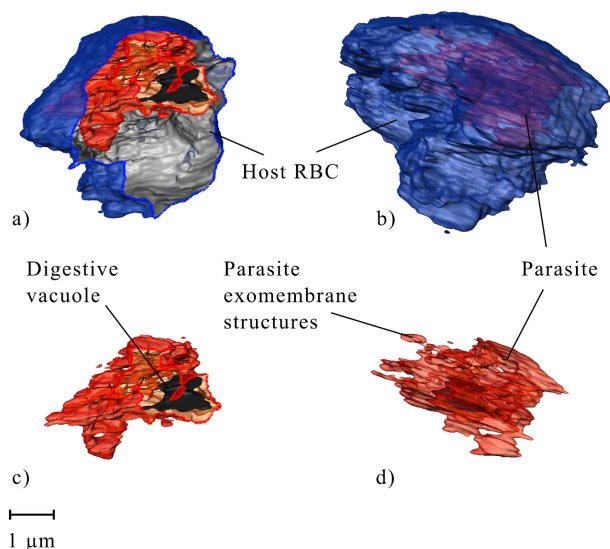 Host RBC
a)
b)
Digestive
vacuole
Parasite
exomembrane
structures
Parasite
c)
d)
1 µm